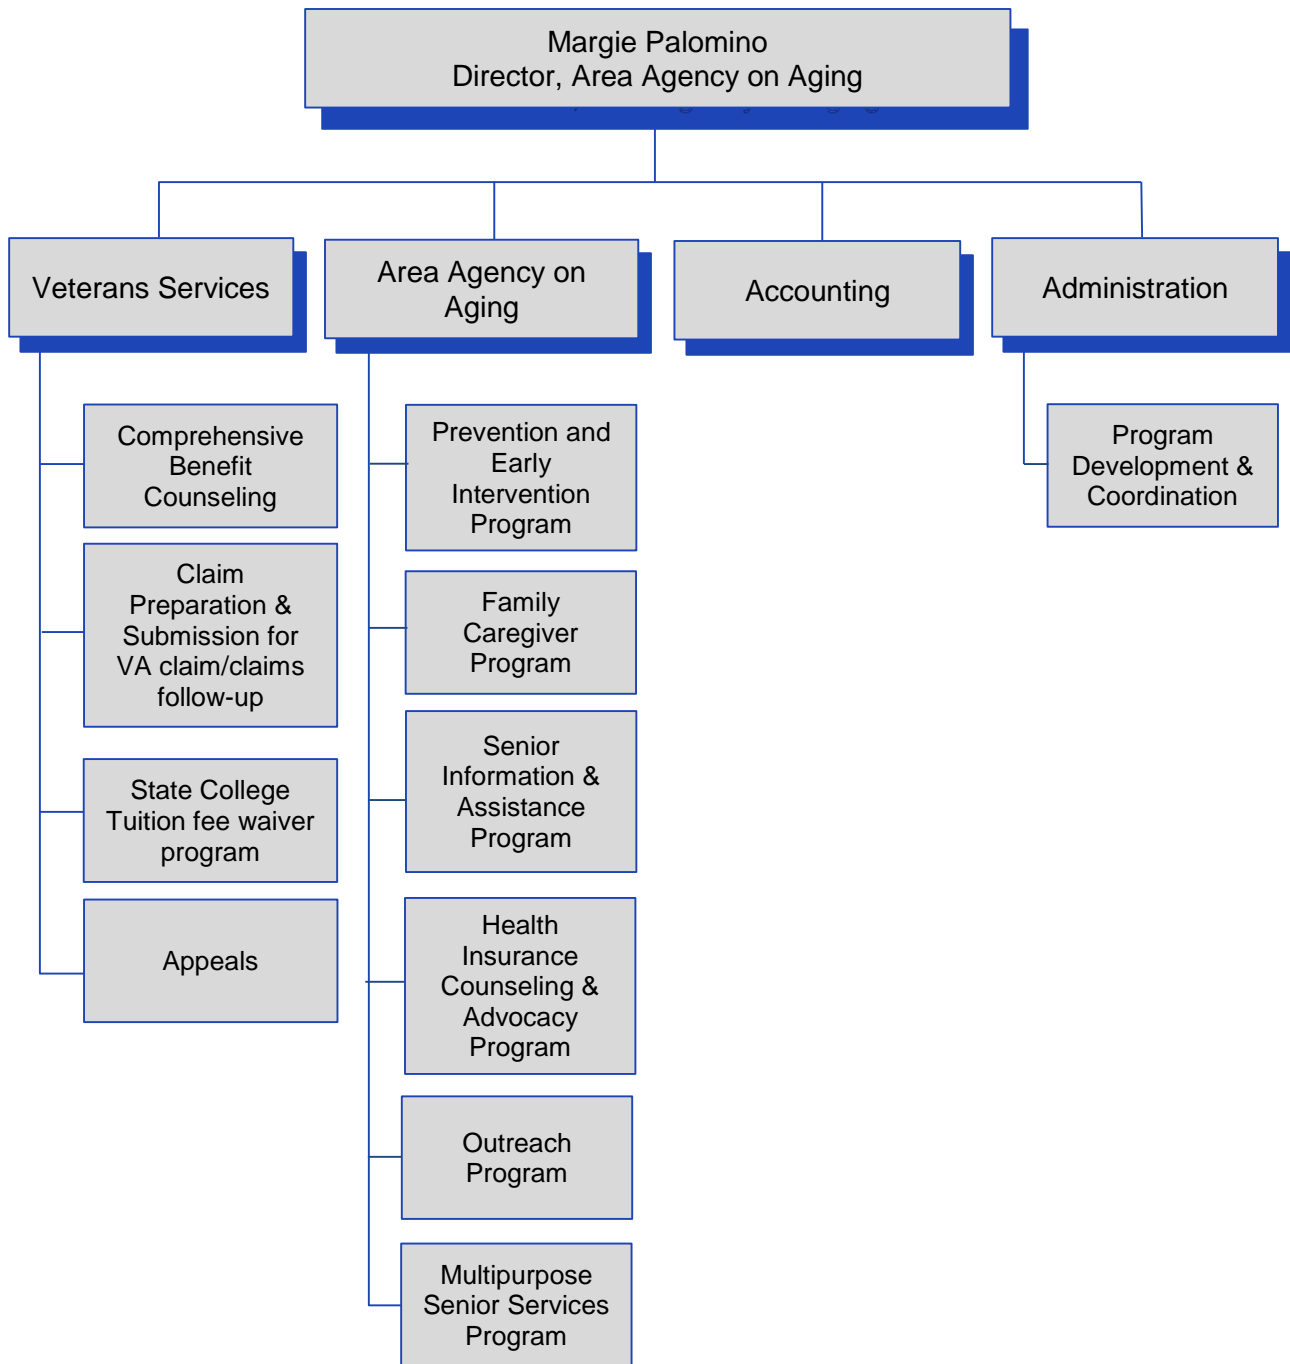 Margie Palomino
Director, Area Agency on Aging
Veterans Services
Area Agency on
Aging
Accounting
Administration
Comprehensive
Benefit
Counseling
Claim
Preparation &
Submission for
VA claim/claims
follow-up
State College
Tuition fee waiver
program
Appeals
Prevention and
Early
Intervention
Program
Family
Caregiver
Program
Senior
Information &
Assistance
Program
Health
Insurance
Counseling &
Advocacy
Program
Outreach
Program
Multipurpose
Senior Services
Program
Program
Development &
Coordination